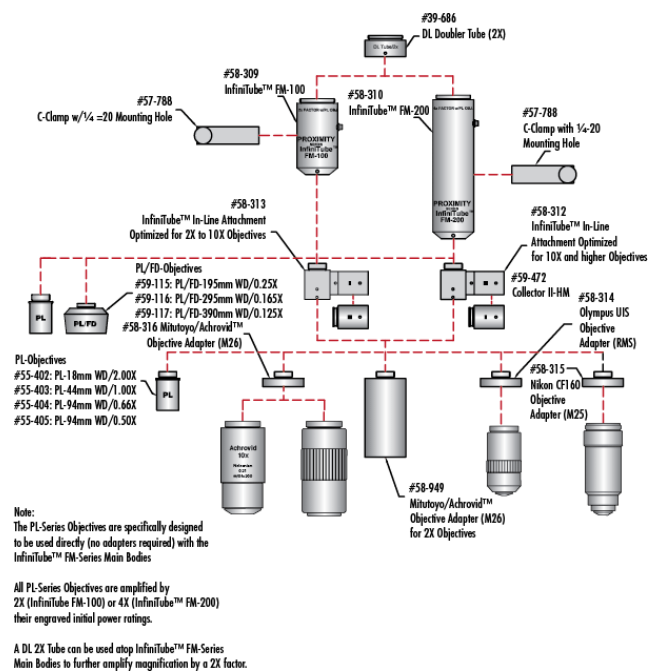 #39-686
DL Doubler Tube (2X)
DL Tube/2x
#58-309
InfiniTube™ FM-100
#58-310
InfiniTube™ FM-200
#57-788
C-Clamp w/¼ =20 Mounting Hole
#57-788
C-Clamp with ¼-20
Mounting Hole
PROXIMITY
InfiniTube™
FM-100
PROXIMITY
InfiniTube™
FM-200
#58-313
InfiniTube™ In-Line Attachment
Optimized for 2X to 10X Objectives
#58-312
InfiniTube™ In-Line
Attachment Optimized
for 10X and higher Objectives
#59-472
Collector II-HM
PL/FD-Objectives
#59-115: PL/FD-195mm WD/0.25X
#59-116: PL/FD-295mm WD/0.165X
#59-117: PL/FD-390mm WD/0.125X
PL
PL/FD
#58-316 Mitutoyo/Achrovid™
Objective Adapter (M26)
#58-314
Olympus UIS
Objective
Adapter (RMS)
#58-315
Nikon CF160
Objective
Adapter (M25)
PL-Objectives
#55-402: PL-18mm WD/2.00X
#55-403: PL-44mm WD/1.00X
#55-404: PL-94mm WD/0.66X
#55-405: PL-94mm WD/0.50X
PL
Achrovid
10x
#58-949
Mitutoyo/Achrovid™
Objective Adapter (M26)
for 2X Objectives
Note:
The PL-Series Objectives are specifically designed
to be used directly (no adapters required) with the
InfiniTube™ FM-Series Main Bodies
All PL-Series Objectives are amplified by
2X (InfiniTube FM-100) or 4X (InfiniTube™ FM-200)
their engraved initial power ratings.
A DL 2X Tube can be used atop InfiniTube™ FM-Series
Main Bodies to further amplify magnification by a 2X factor.